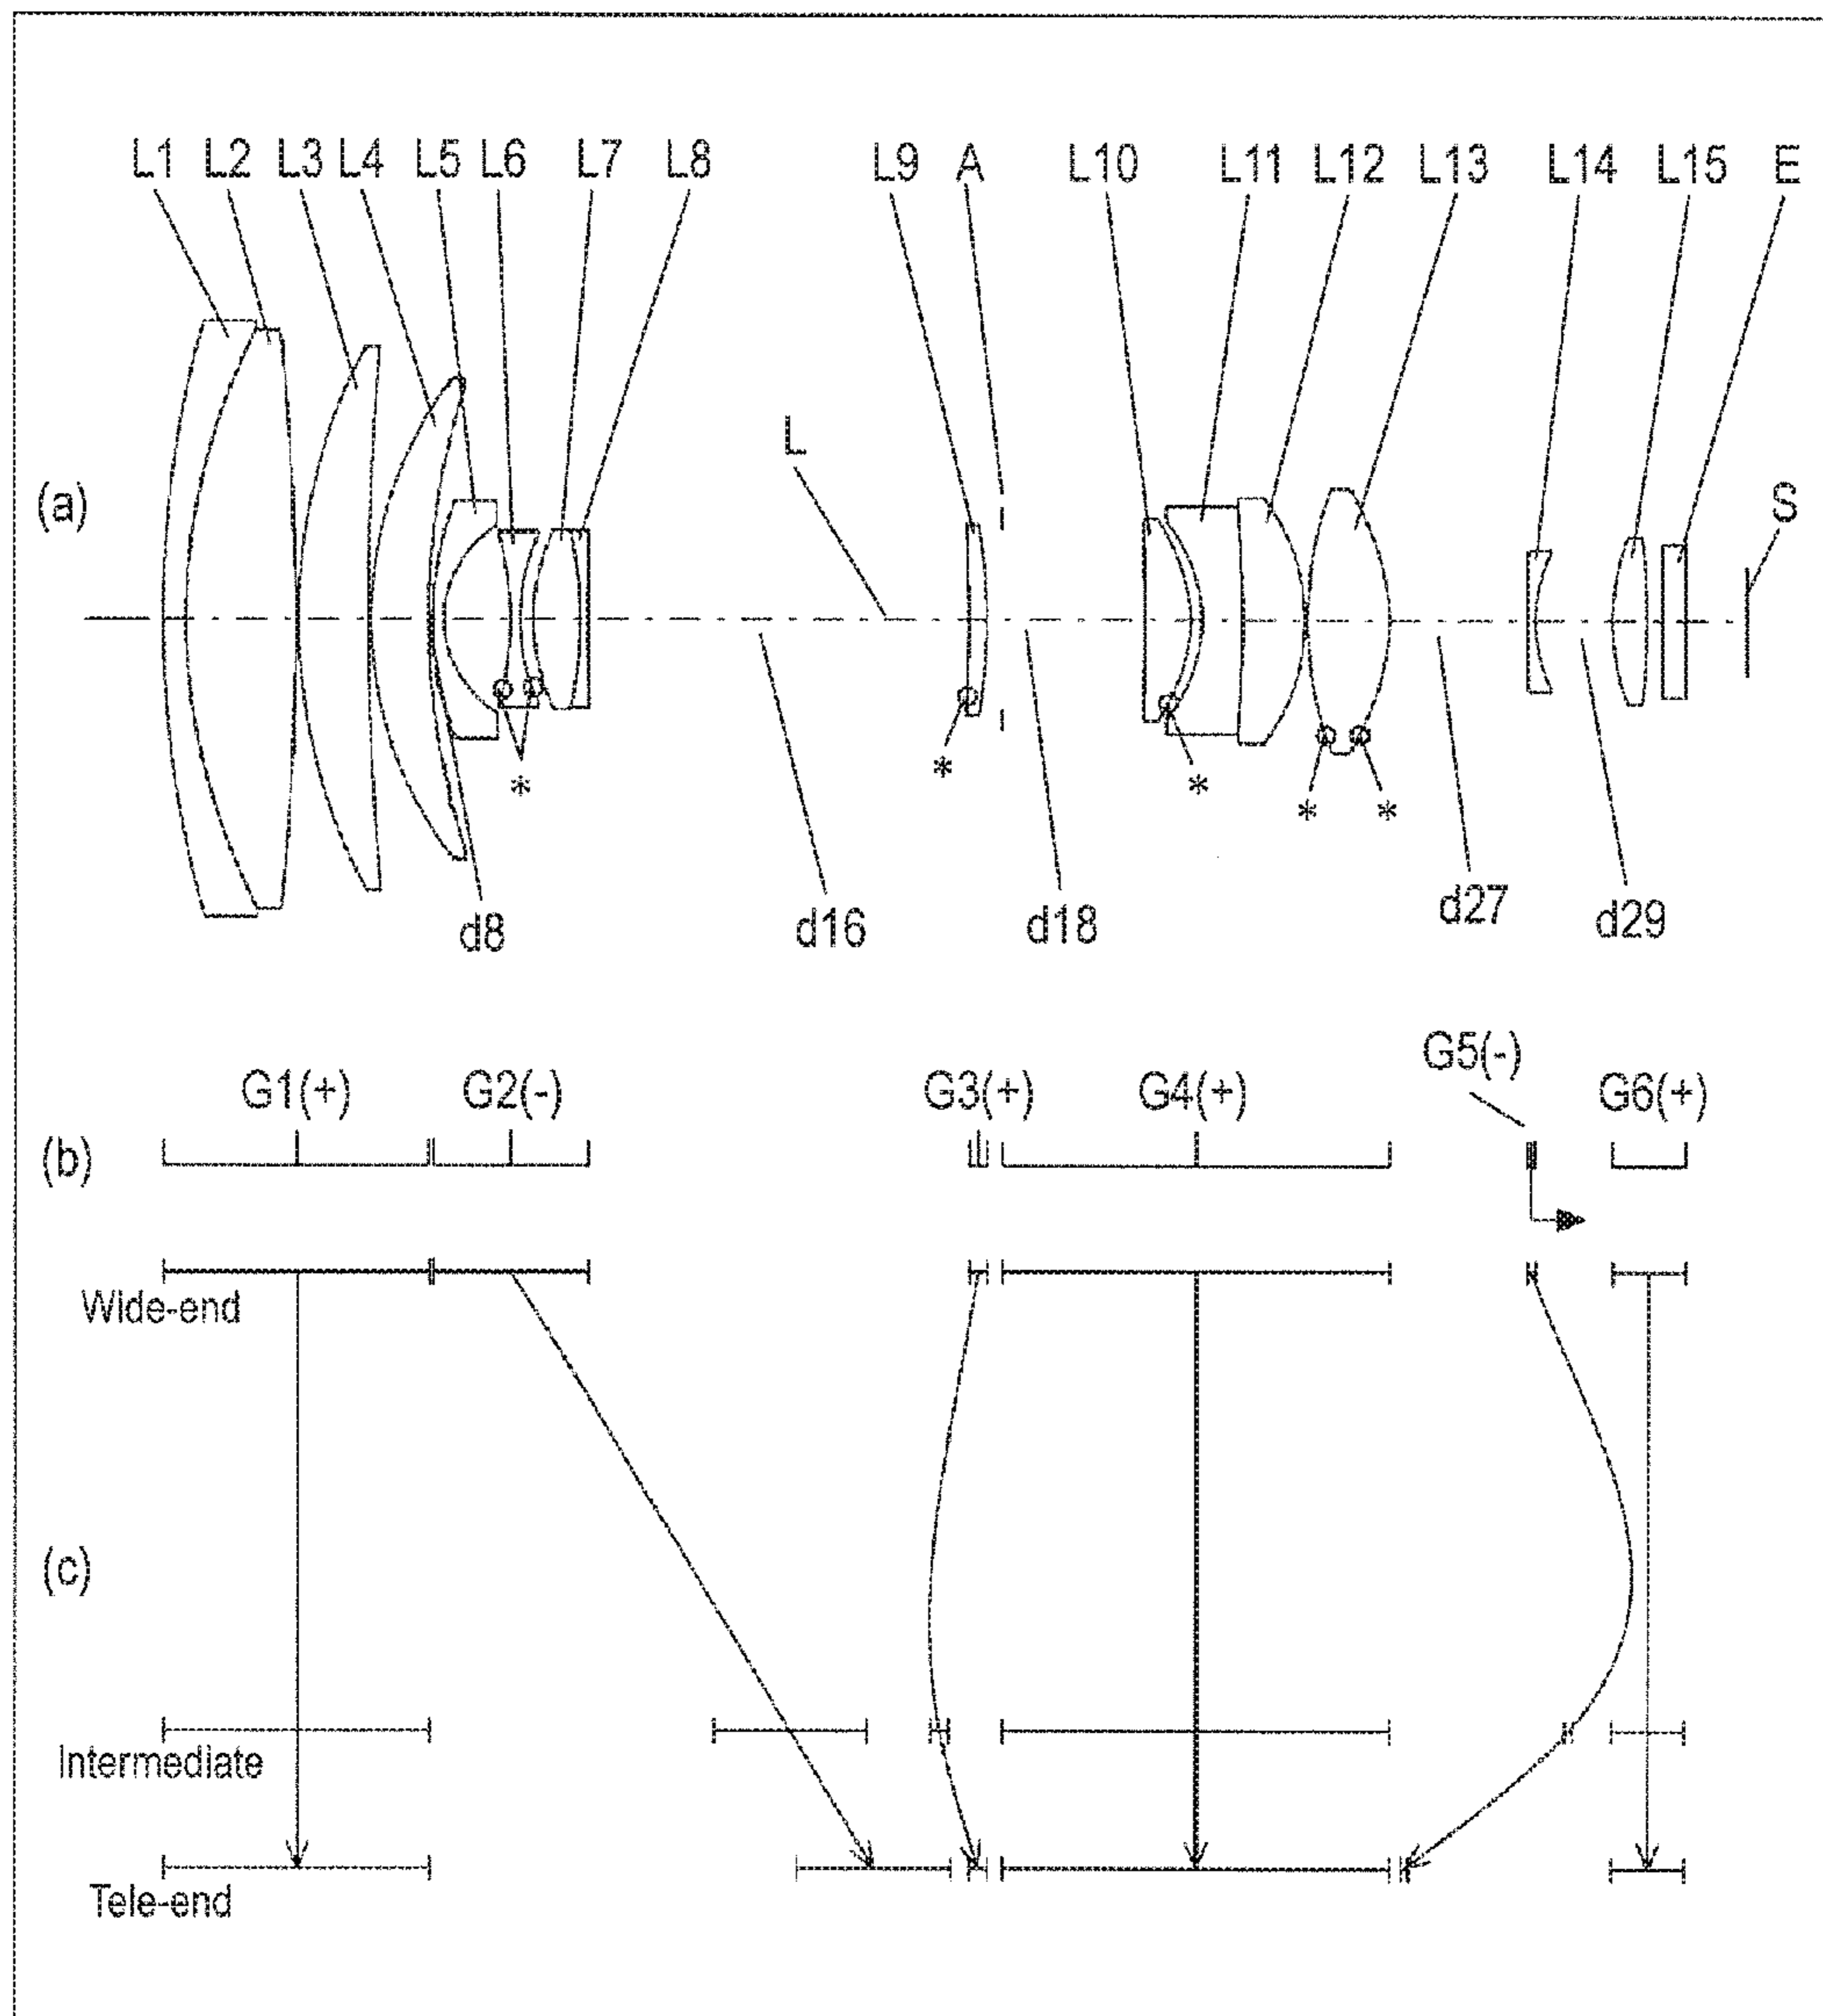 L1 L2 L3 L4 L5 L6 L7 L8 L9 A L10 L11 L12 L13 L14 L15 E
L
(a)
S
*
*
*
*
*
d8
d16
d18
d27
d29
G1(+) G2(-) G3(+) G4(+) G5(-) G6(+)
(b)
Wide-end
(c)
Intermediate
Tele-end